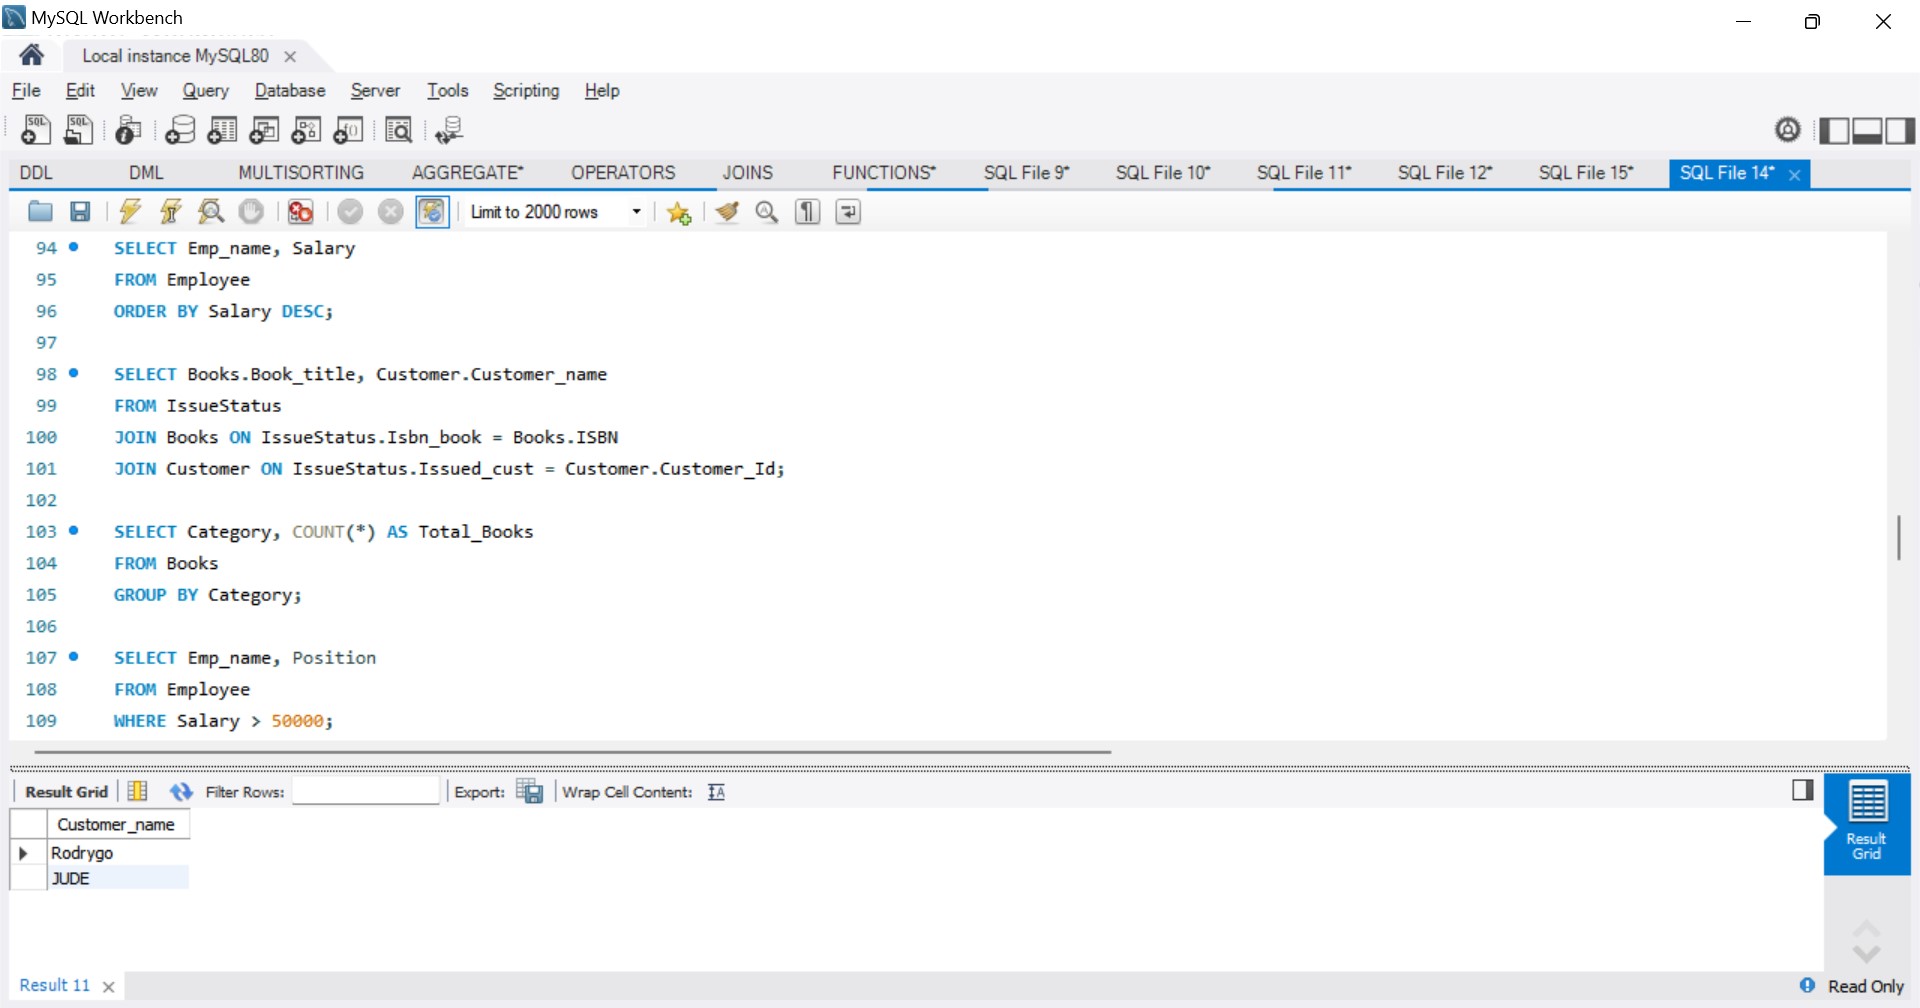 MySQL Workbench
Local instance MySQL80
File Edit View Query Database Server Tools Scripting Help
DDL DML MULTISORTING AGGREGATE* OPERATORS JOINS FUNCTIONS* SQL File 9* SQL File 10* SQL File 11* SQL File 12* SQL File 15* SQL File 14*
Limit to 2000 rows
94 SELECT Emp_name, Salary
95 FROM Employee
96 ORDER BY Salary DESC;
97
98 SELECT Books.Book_title, Customer.Customer_name
99 FROM IssueStatus
100 JOIN Books ON IssueStatus.Isbn_book = Books.ISBN
101 JOIN Customer ON IssueStatus.Issued_cust = Customer.Customer_Id;
102
103 SELECT Category, COUNT(*) AS Total_Books
104 FROM Books
105 GROUP BY Category;
106
107 SELECT Emp_name, Position
108 FROM Employee
109 WHERE Salary > 50000;
Result Grid Filter Rows: Export: Wrap Cell Content:
Customer_name
Rodrygo
JUDE
Result
Grid
Result 11
Read Only